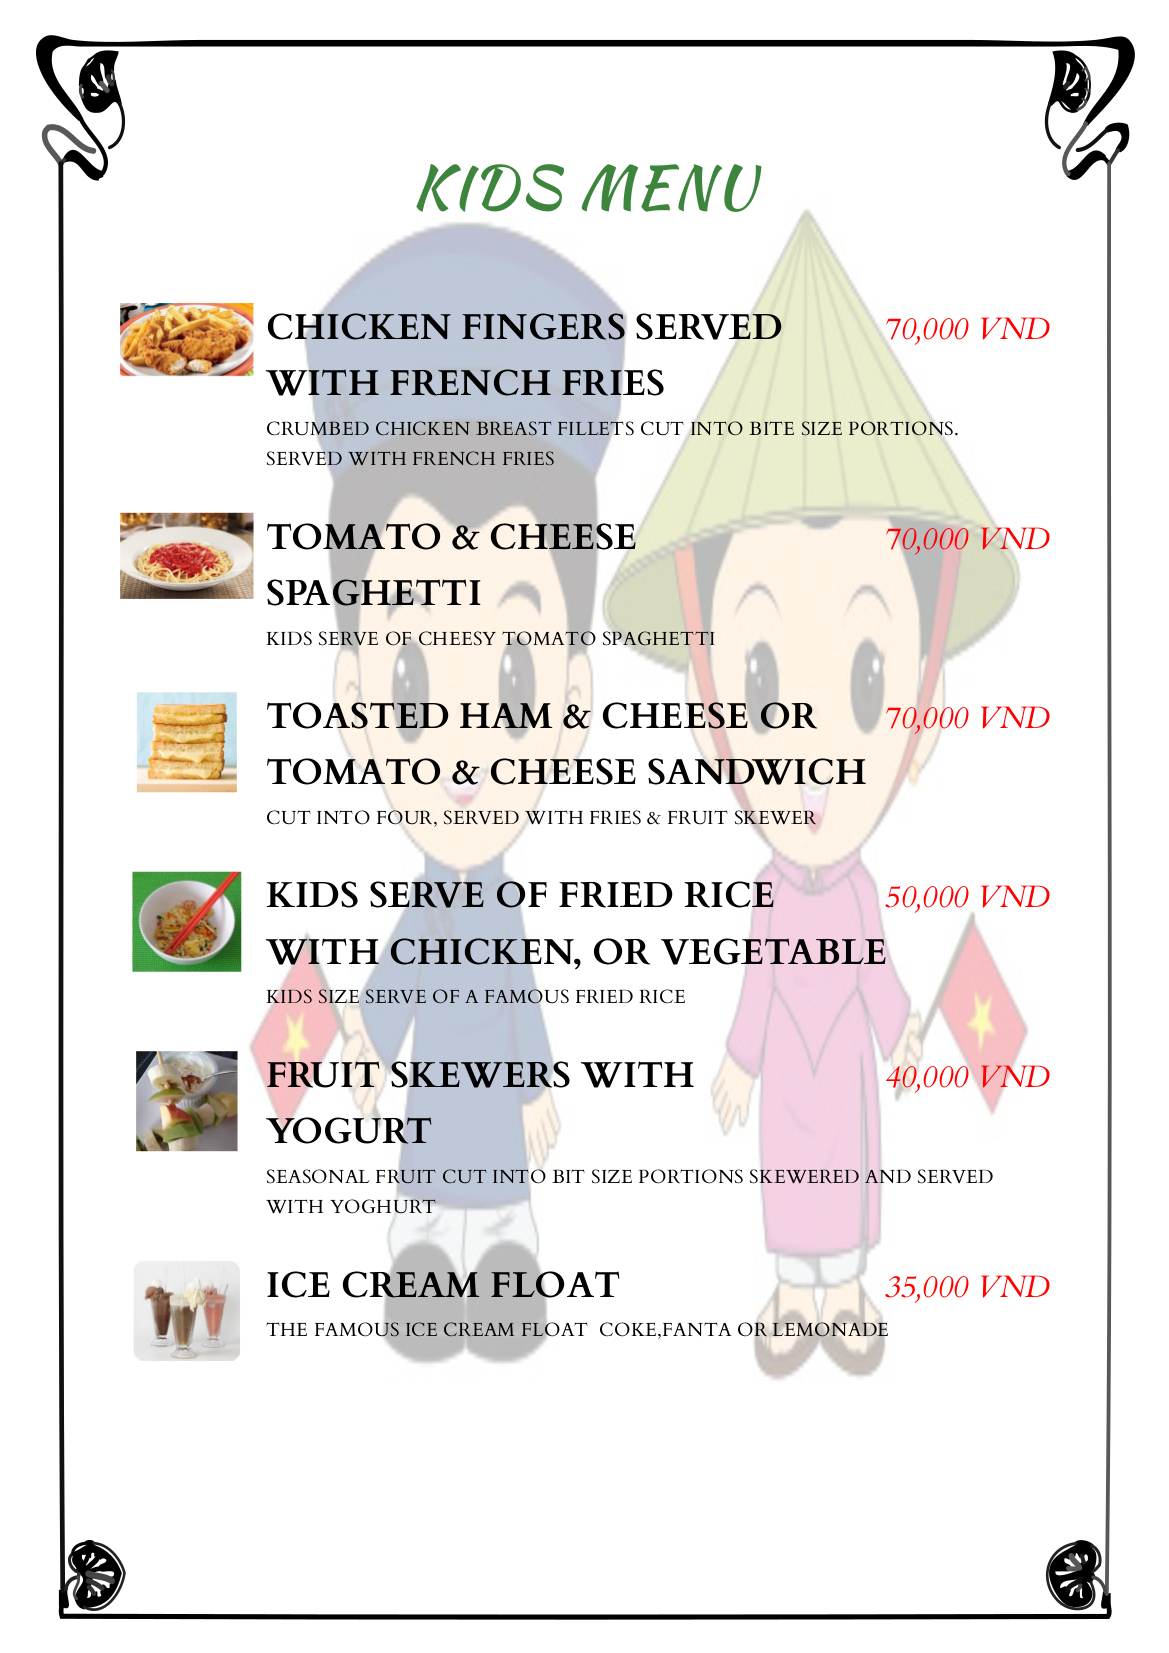 KIDS MENU
CHICKEN FINGERS SERVED 70,000 VND
WITH FRENCH FRIES
CRUMBED CHICKEN BREAST FILLETS CUT INTO BITE SIZE PORTIONS.
SERVED WITH FRENCH FRIES
TOMATO & CHEESE 70,000 VND
SPAGHETTI
KIDS SERVE OF CHEESY TOMATO SPAGHETTI
TOASTED HAM & CHEESE OR 70,000 VND
TOMATO & CHEESE SANDWICH
CUT INTO FOUR, SERVED WITH FRIES & FRUIT SKEWER
KIDS SERVE OF FRIED RICE 50,000 VND
WITH CHICKEN, OR VEGETABLE
KIDS SIZE SERVE OF A FAMOUS FRIED RICE
FRUIT SKEWERS WITH 40,000 VND
YOGURT
SEASONAL FRUIT CUT INTO BIT SIZE PORTIONS SKEWERED AND SERVED
WITH YOGHURT
ICE CREAM FLOAT 35,000 VND
THE FAMOUS ICE CREAM FLOAT  COKE,FANTA OR LEMONADE